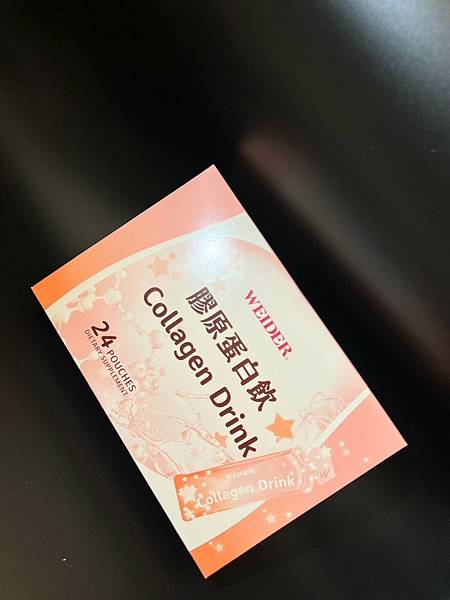 WEIDER
膠原蛋白飲
Collagen Drink
24 POUCHES
DIETARY SUPPLEMENT
WEIDER
Collagen Drink